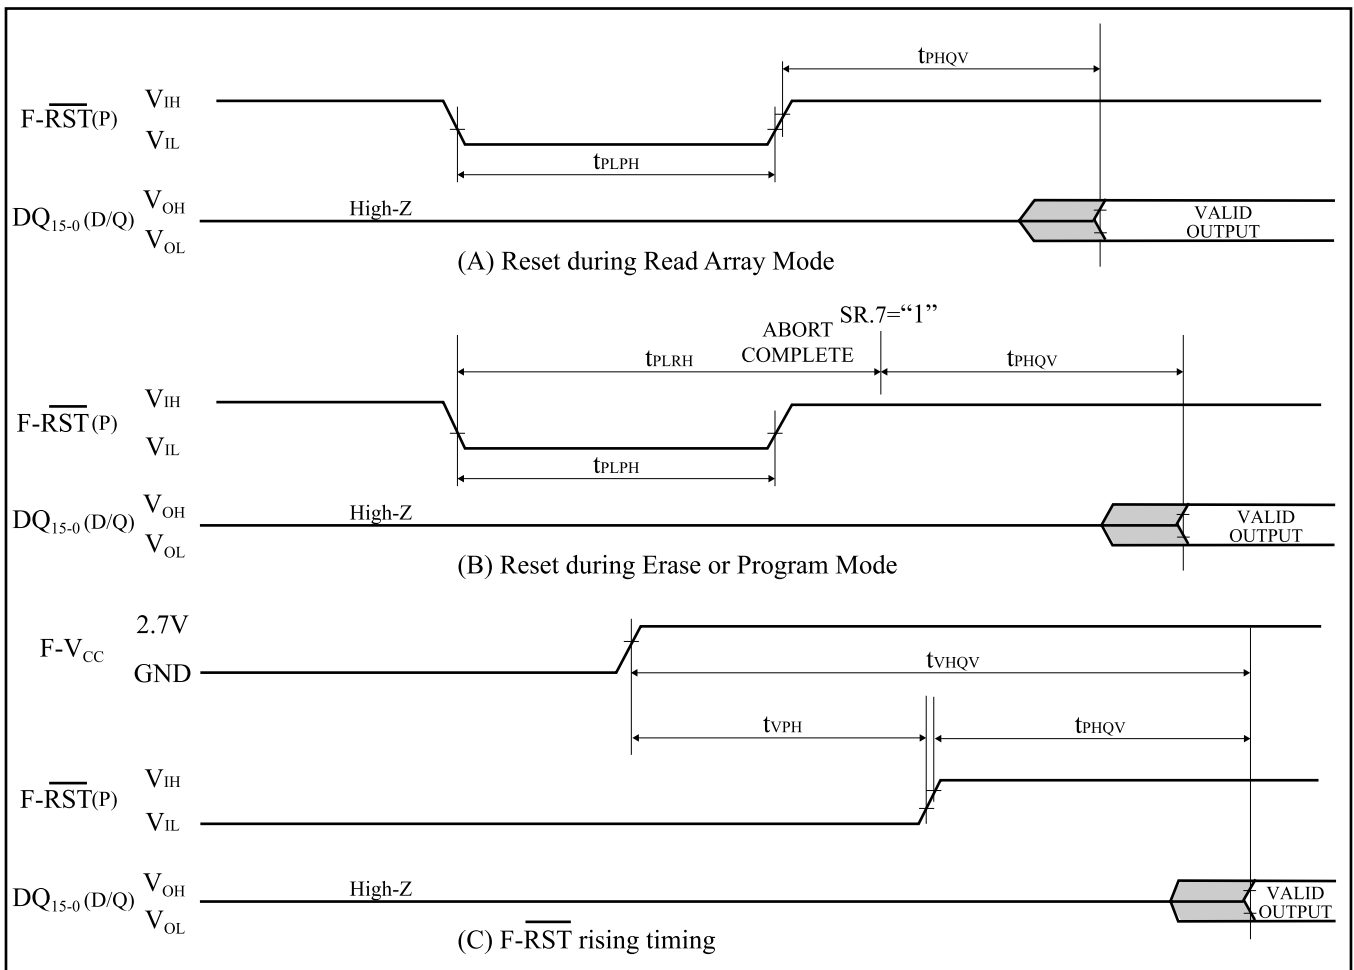 tPHQV
F-RST(P)
VIH
VIL
tPLPH
DQ15-0 (D/Q)
VOH
VOL
High-Z
VALID
OUTPUT
(A) Reset during Read Array Mode
SR.7=“1”
ABORT
COMPLETE
tPLRH
tPHQV
F-RST(P)
VIH
VIL
tPLPH
DQ15-0 (D/Q)
VOH
VOL
High-Z
VALID
OUTPUT
(B) Reset during Erase or Program Mode
F-VCC
2.7V
GND
tVHQV
tVPH
tPHQV
F-RST(P)
VIH
VIL
DQ15-0 (D/Q)
VOH
VOL
High-Z
VALID
OUTPUT
(C) F-RST rising timing